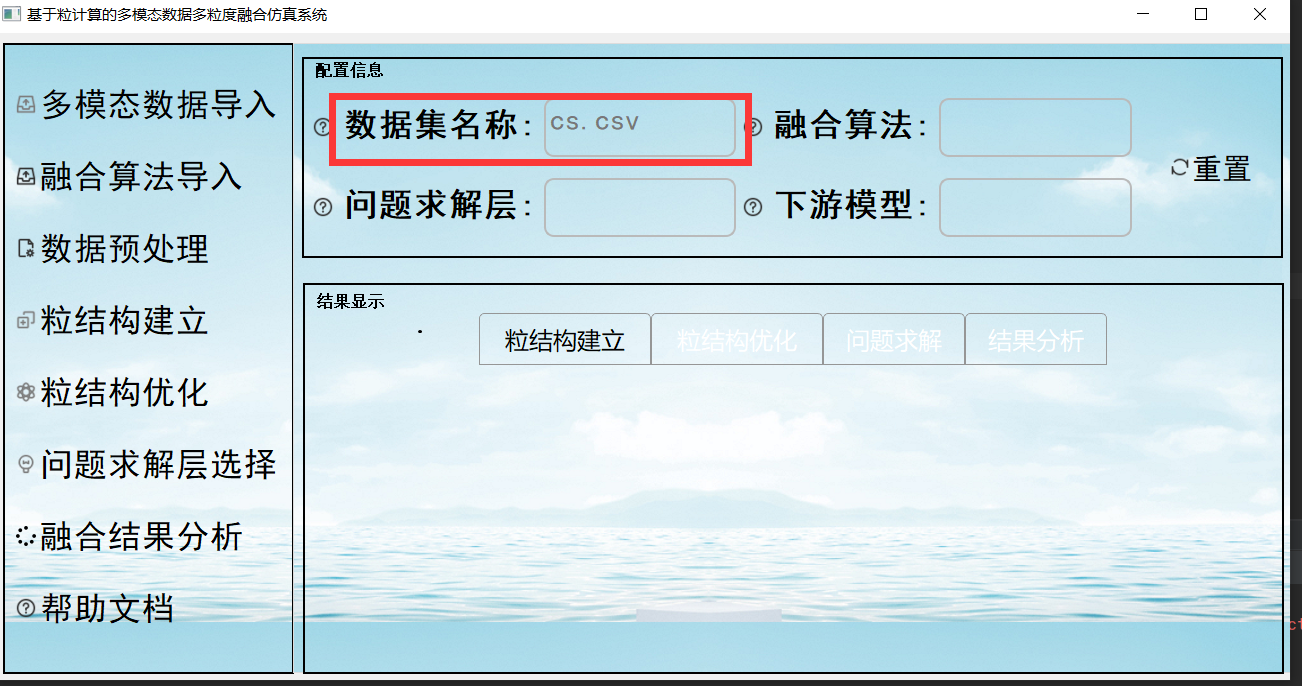 基于粒计算的多模态数据多粒度融合仿真系统
多模态数据导入
融合算法导入
数据预处理
粒结构建立
粒结构优化
问题求解层选择
融合结果分析
帮助文档
配置信息
数据集名称: CS. CSV 融合算法:
问题求解层: 下游模型:
重置
结果显示
粒结构建立 粒结构优化 问题求解 结果分析